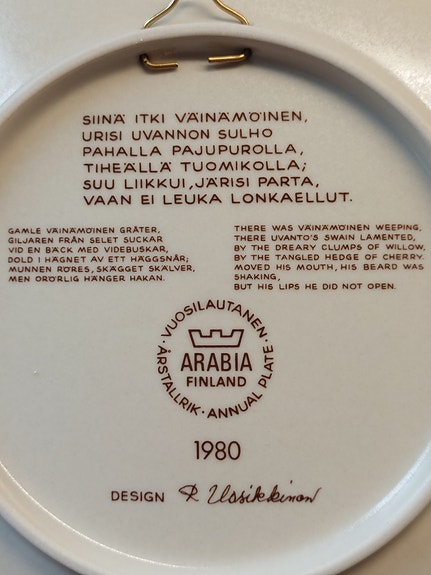 SIINÄ ITKI VÄINÄMÖINEN,
URISI UVANNON SULHO
PAHALLA PAJUPUROLLA,
TIHEÄLLÄ TUOMIKOLLA;
SUU LIIKKUI, JÄRISI PARTA,
VAAN EI LEUKA LONKAELLUT.
GAMLE VÄINÄMÖINEN GRÅTER,
GILJAREN FRÅN SELET SUCKAR
VID EN BÄCK MED VIDEBUSKAR,
DOLD I HÄGNET AV ETT HÄGGSNÅR;
MUNNEN RÖRES, SKÄGGET SKÄLVER,
MEN ORÖRLIG HÄNGER HAKAN.
THERE WAS VÄINÄMÖINEN WEEPING,
THERE UVANTO'S SWAIN LAMENTED,
BY THE DREARY CLUMPS OF WILLOW,
BY THE TANGLED HEDGE OF CHERRY.
MOVED HIS MOUTH, HIS BEARD WAS
SHAKING,
BUT HIS LIPS HE DID NOT OPEN.
· VUOSILAUTANEN ·
ARABIA
FINLAND
ÅRSTALLRIK · ANNUAL PLATE
1980
DESIGN R Uosikkinen